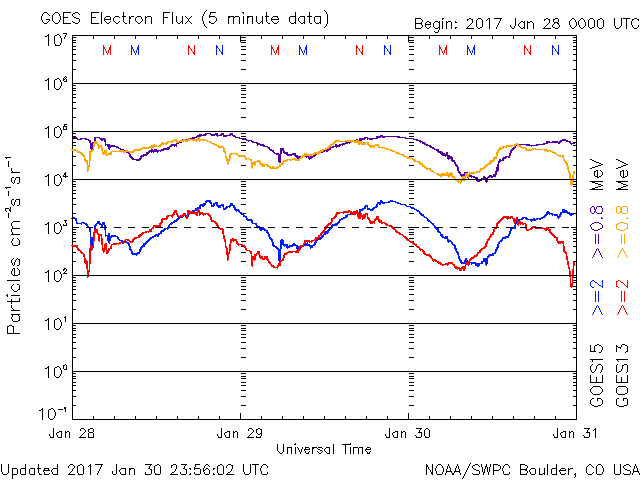 GOES Electron Flux (5 minute data)
Begin: 2017 Jan 28 0000 UTC
10⁷
M M N N M M N N M M N N
10⁶
10⁵
10⁴
10³
10²
10¹
10⁰
10⁻¹
Particles cm⁻²s⁻¹sr⁻¹
Jan 28 Jan 29 Jan 30 Jan 31
Universal Time
GOES15 >=2 >=0.8 MeV
GOES13 >=2 >=0.8 MeV
Updated 2017 Jan 30 23:56:02 UTC
NOAA/SWPC Boulder, CO USA